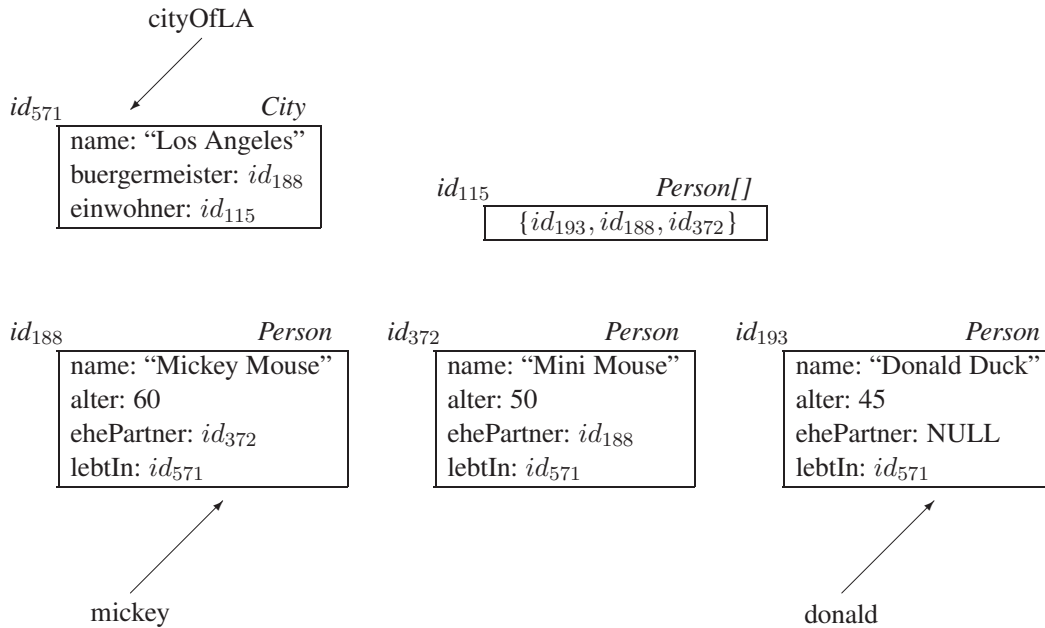 cityOfLA
id571 City
name: “Los Angeles”
buergermeister: id188
einwohner: id115
id115 Person[]
{id193, id188, id372}
id188 Person
name: “Mickey Mouse”
alter: 60
ehePartner: id372
lebtIn: id571
id372 Person
name: “Mini Mouse”
alter: 50
ehePartner: id188
lebtIn: id571
id193 Person
name: “Donald Duck”
alter: 45
ehePartner: NULL
lebtIn: id571
mickey
donald